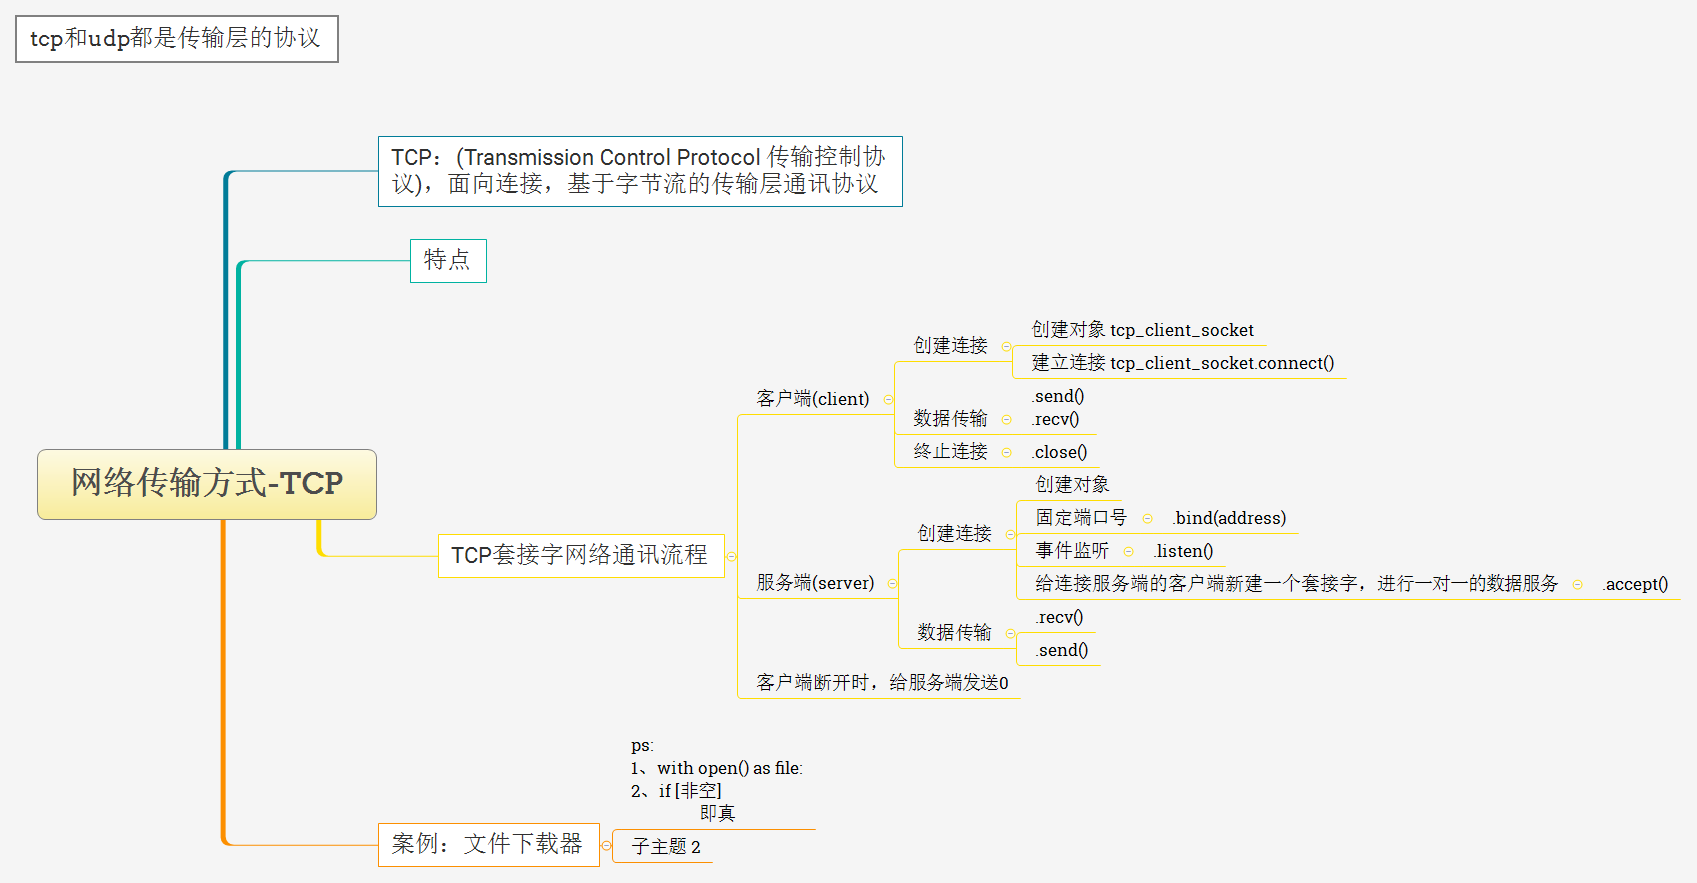 tcp和udp都是传输层的协议
TCP：(Transmission Control Protocol 传输控制协
议)，面向连接，基于字节流的传输层通讯协议
特点
网络传输方式-TCP
TCP套接字网络通讯流程
客户端(client)
创建连接
创建对象 tcp_client_socket
建立连接 tcp_client_socket.connect()
数据传输
.send()
.recv()
终止连接
.close()
服务端(server)
创建连接
创建对象
固定端口号
.bind(address)
事件监听
.listen()
给连接服务端的客户端新建一个套接字，进行一对一的数据服务
.accept()
数据传输
.recv()
.send()
客户端断开时，给服务端发送0
案例：文件下载器
ps:
1、with open() as file:
2、if [非空]
即真
子主题 2